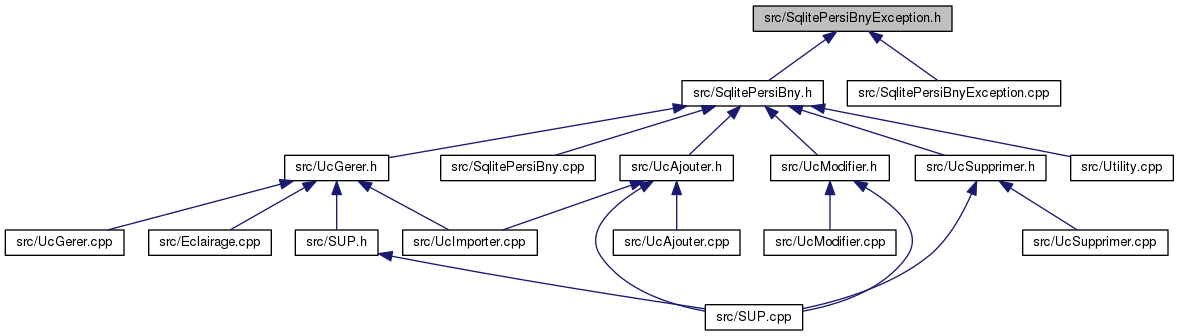 src/SqlitePersiBnyException.h
src/SqlitePersiBny.h
src/SqlitePersiBnyException.cpp
src/UcGerer.h
src/SqlitePersiBny.cpp
src/UcAjouter.h
src/UcModifier.h
src/UcSupprimer.h
src/Utility.cpp
src/UcGerer.cpp
src/Eclairage.cpp
src/SUP.h
src/UcImporter.cpp
src/UcAjouter.cpp
src/UcModifier.cpp
src/UcSupprimer.cpp
src/SUP.cpp